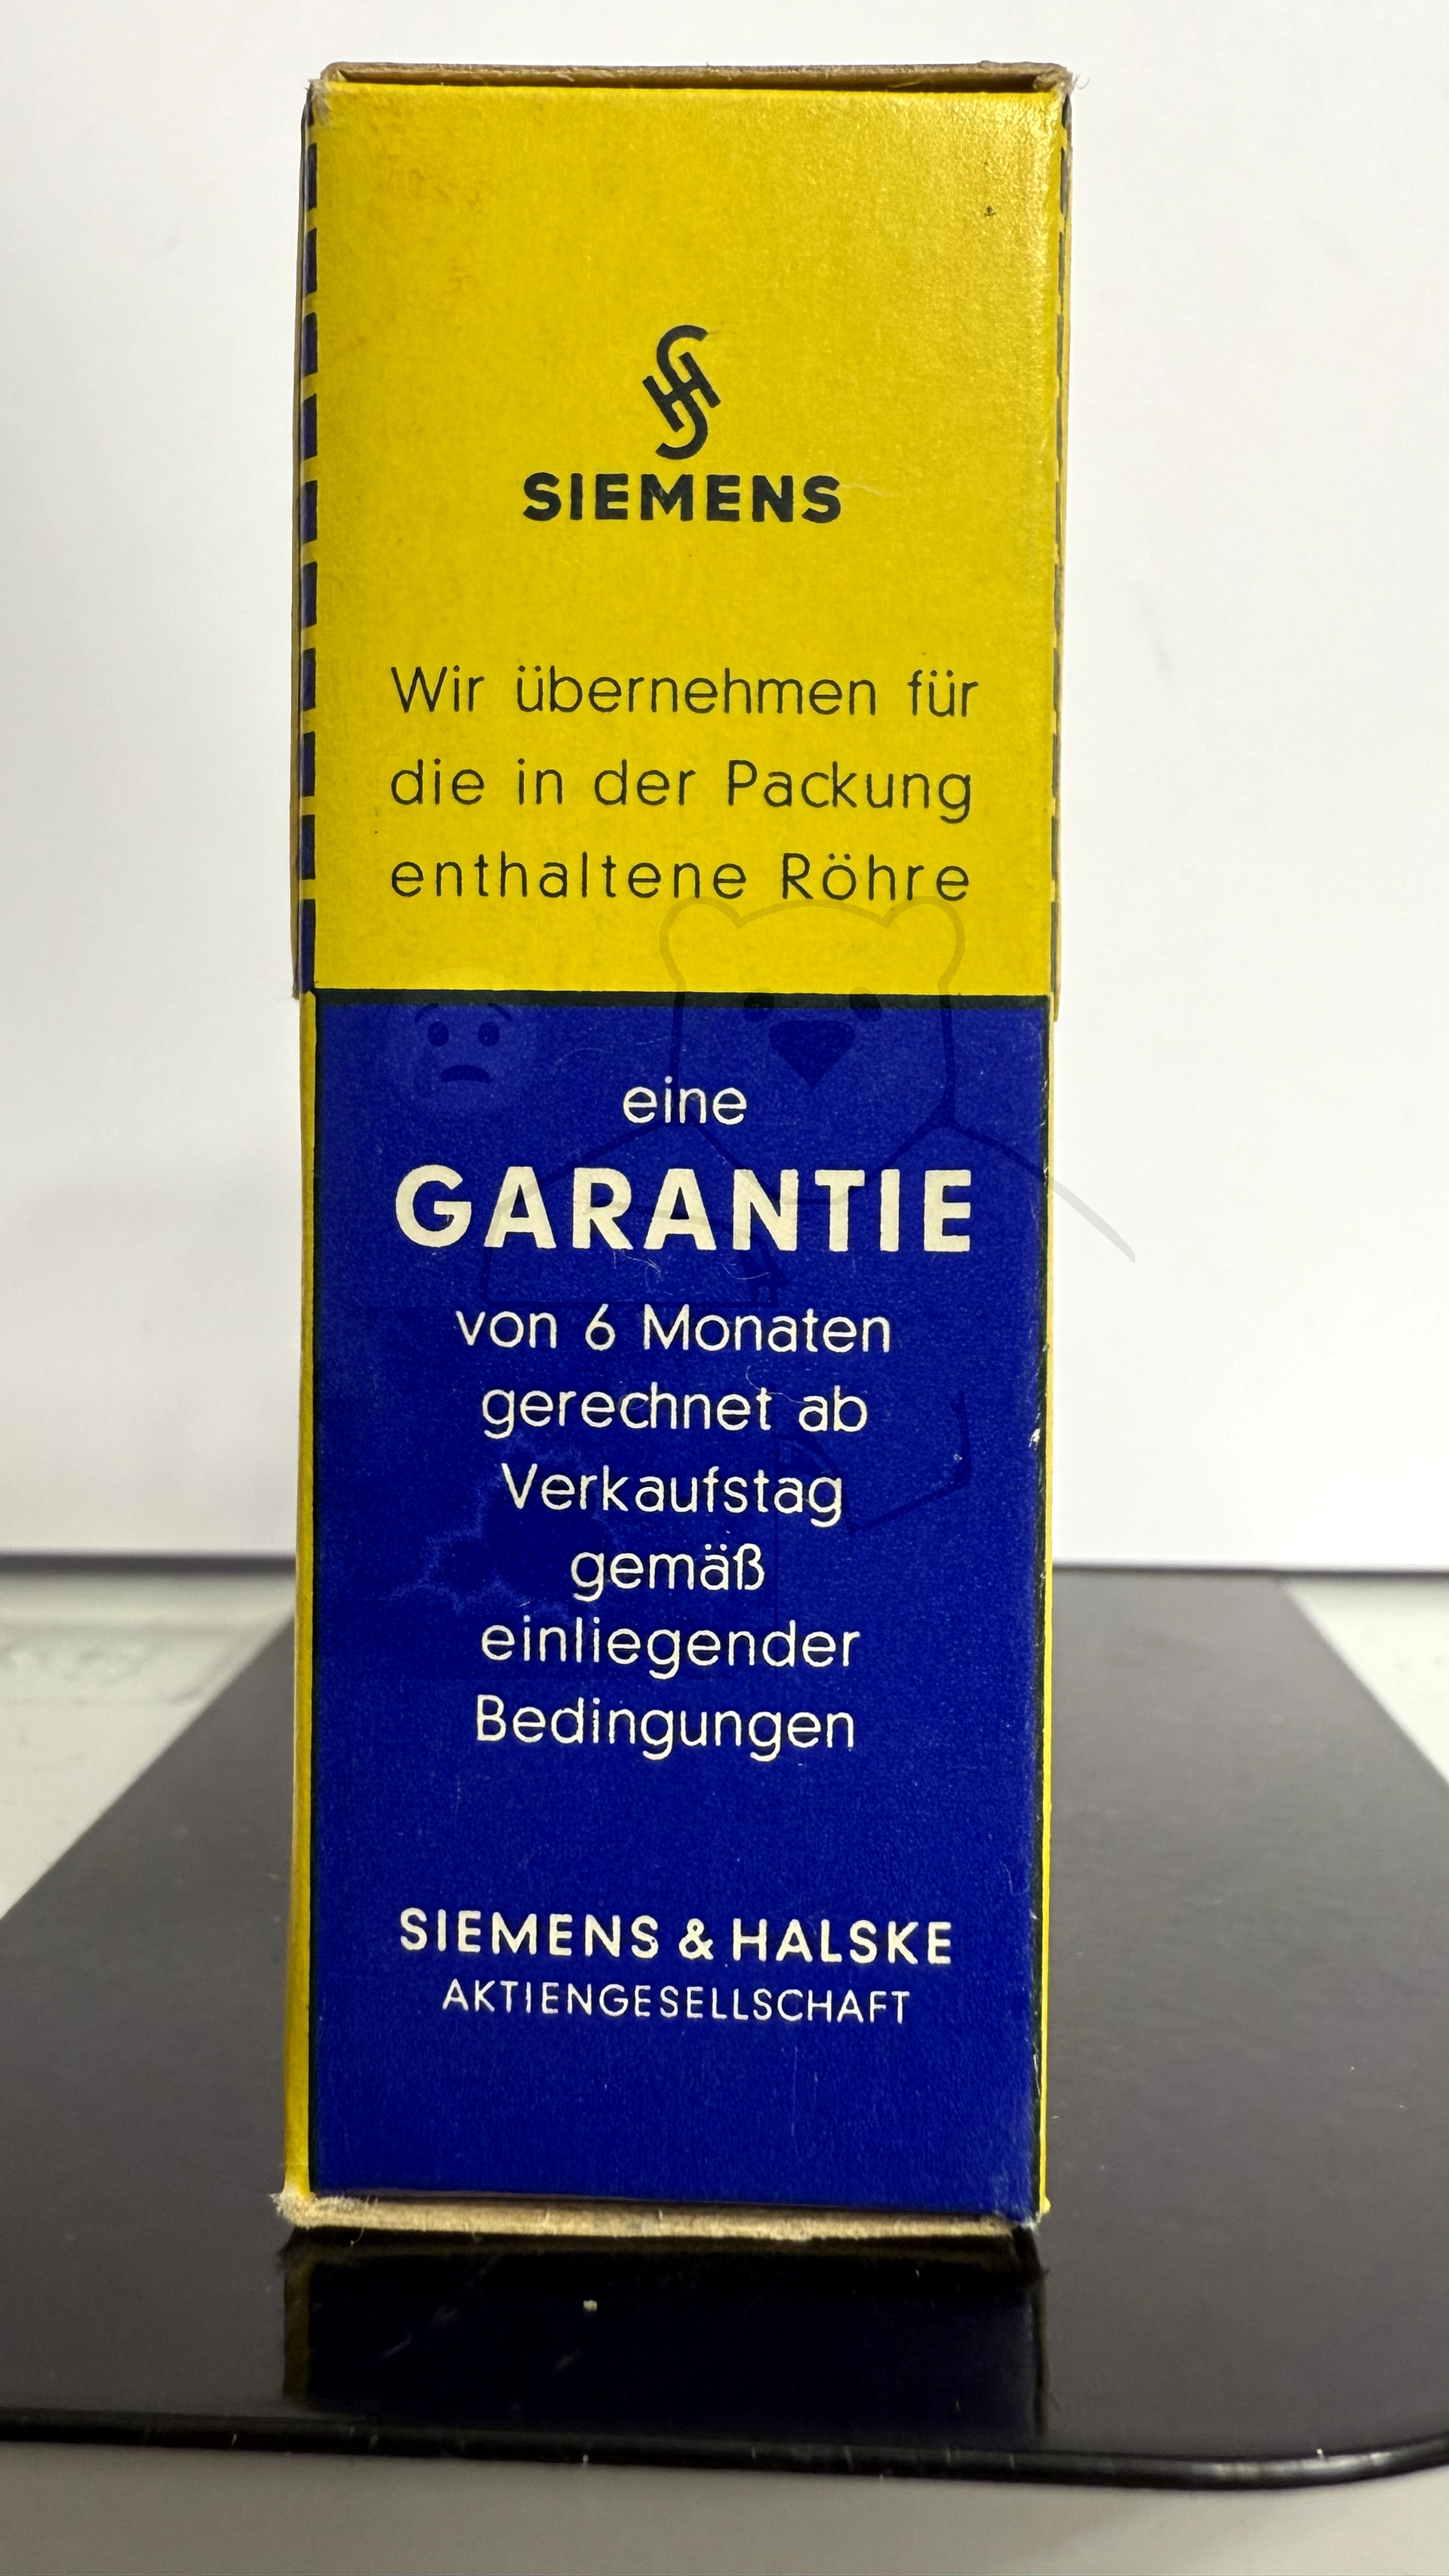 SH
SIEMENS
Wir übernehmen für
die in der Packung
enthaltene Röhre
eine
GARANTIE
von 6 Monaten
gerechnet ab
Verkaufstag
gemäß
einliegender
Bedingungen
SIEMENS & HALSKE
AKTIENGESELLSCHAFT